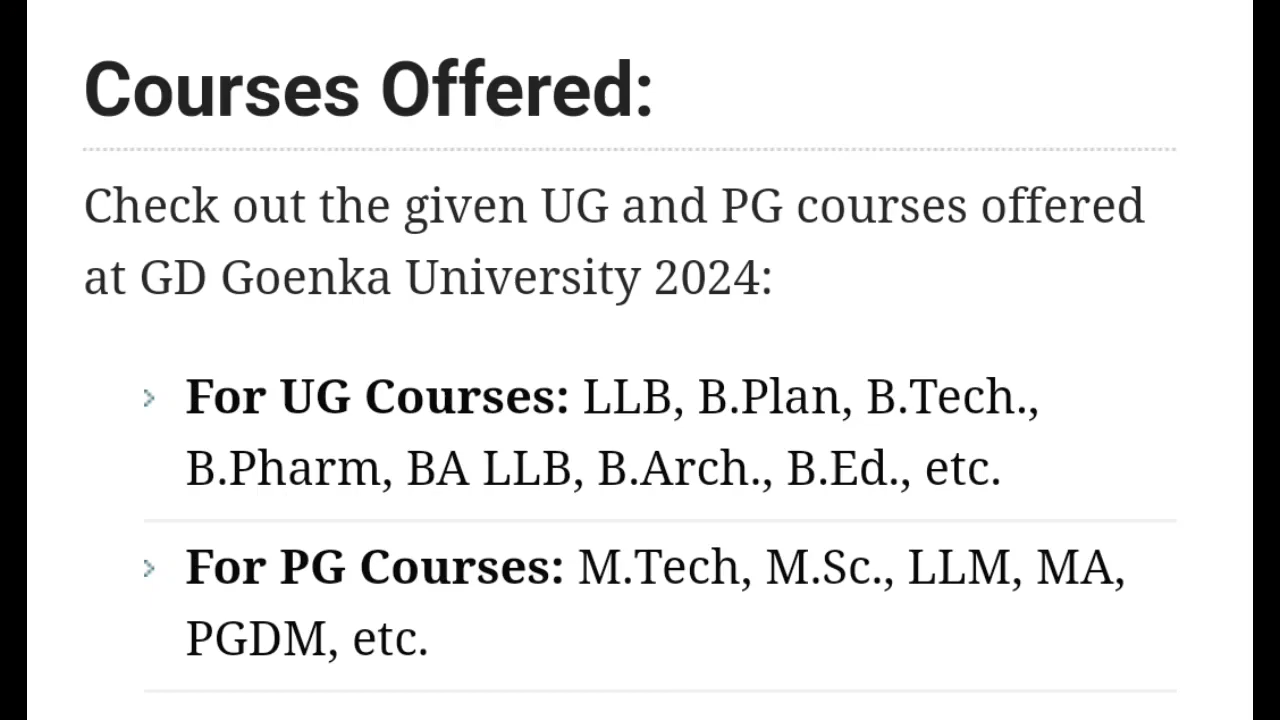 Courses Offered:
Check out the given UG and PG courses offered
at GD Goenka University 2024:
For UG Courses: LLB, B.Plan, B.Tech.,
B.Pharm, BA LLB, B.Arch., B.Ed., etc.
For PG Courses: M.Tech, M.Sc., LLM, MA,
PGDM, etc.